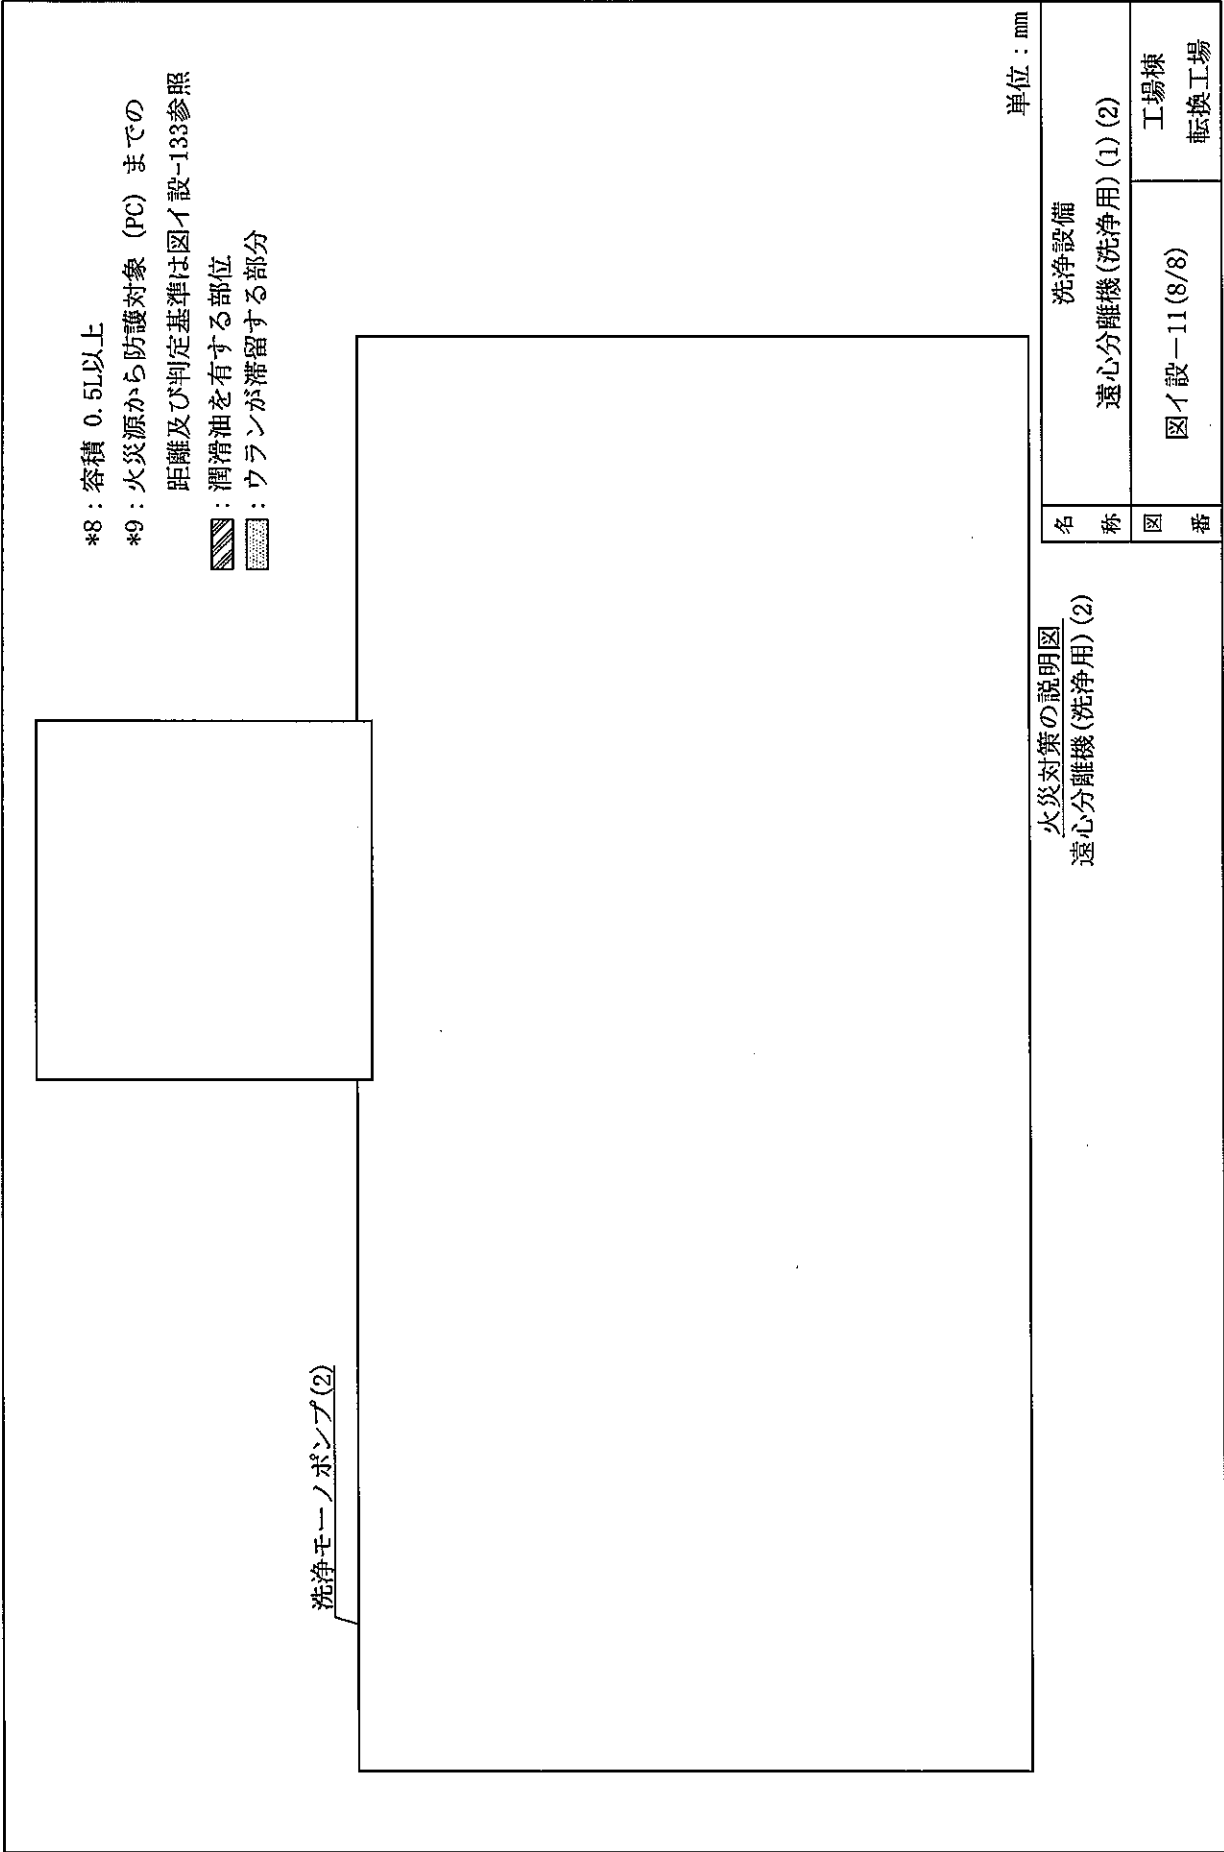 *8：容積 0.5L以上
*9：火災源から防護対象 (PC) までの
距離及び判定基準は図イ設-133参照
：潤滑油を有する部位
：ウランが滞留する部分
洗浄モーノポンプ(2)
単位：mm
火災対策の説明図
遠心分離機(洗浄用)(2)
名称
洗浄設備
遠心分離機(洗浄用)(1)(2)
図番
図イ設－11(8/8)
工場棟
転換工場